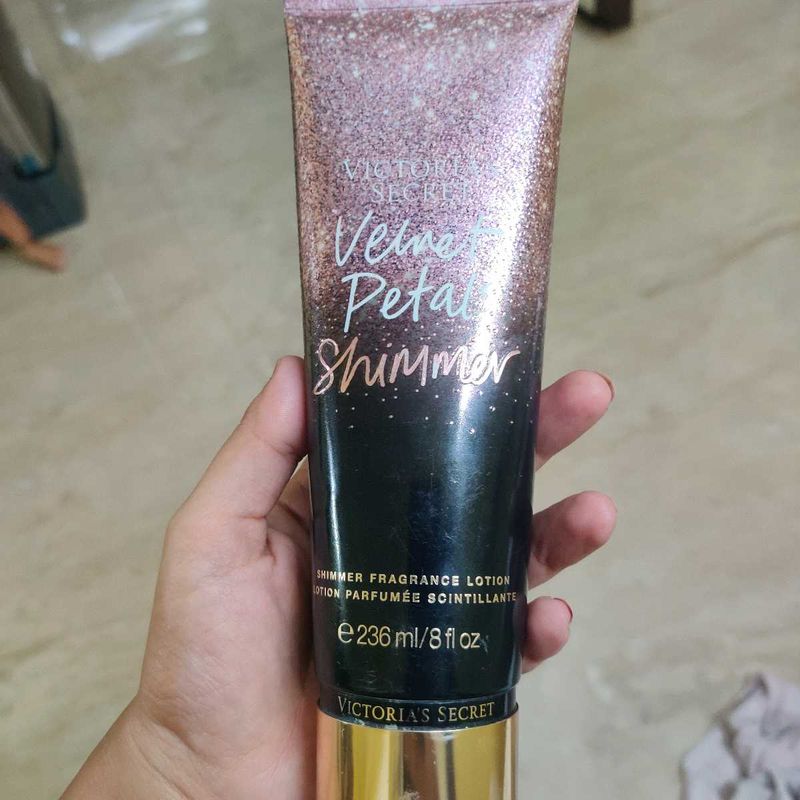 VICTORIA'S
SECRET
Velvet
Petals
Shimmer
SHIMMER FRAGRANCE LOTION
LOTION PARFUMÉE SCINTILLANTE
e 236 ml/8 fl oz
VICTORIA'S SECRET